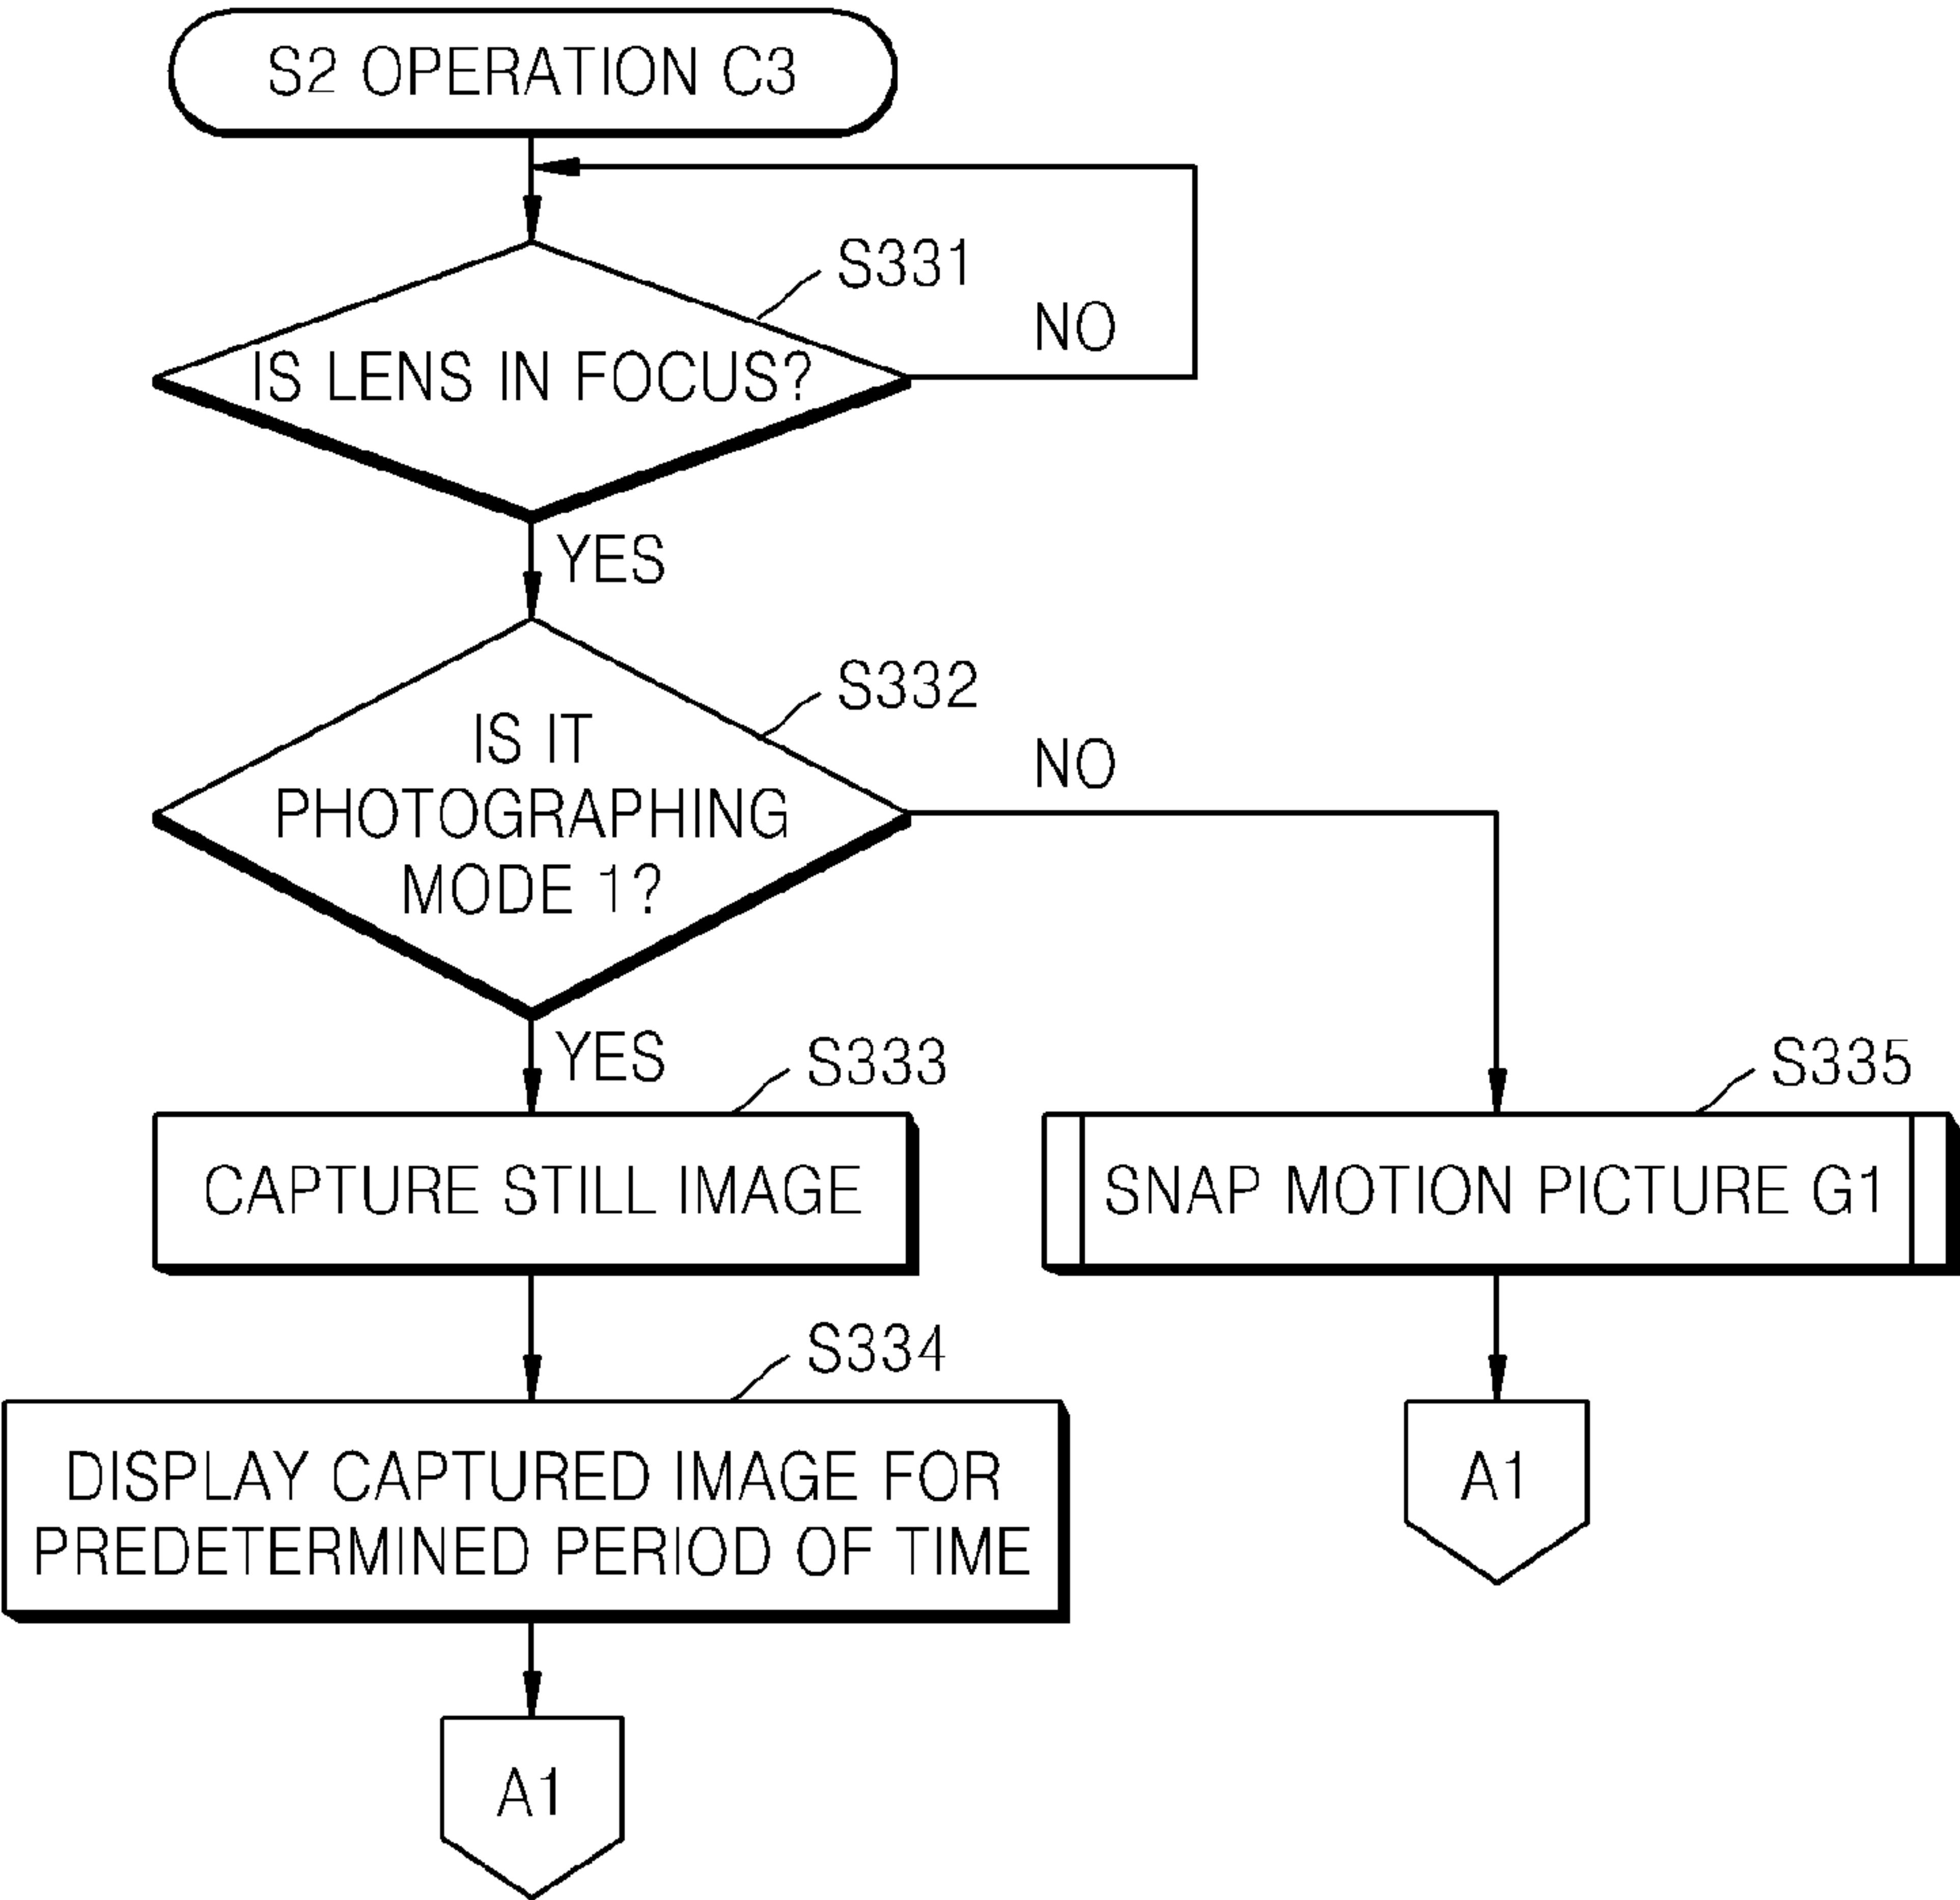 S2 OPERATION C3
S331
NO
IS LENS IN FOCUS?
YES
S332
IS IT
PHOTOGRAPHING
MODE 1?
NO
YES
S333
CAPTURE STILL IMAGE
S335
SNAP MOTION PICTURE G1
S334
DISPLAY CAPTURED IMAGE FOR
PREDETERMINED PERIOD OF TIME
A1
A1